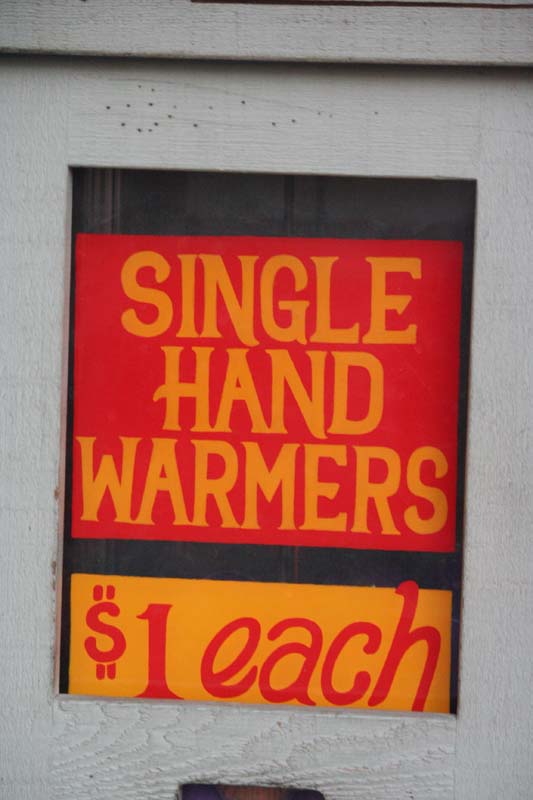 SINGLE
HAND
WARMERS
$1 each